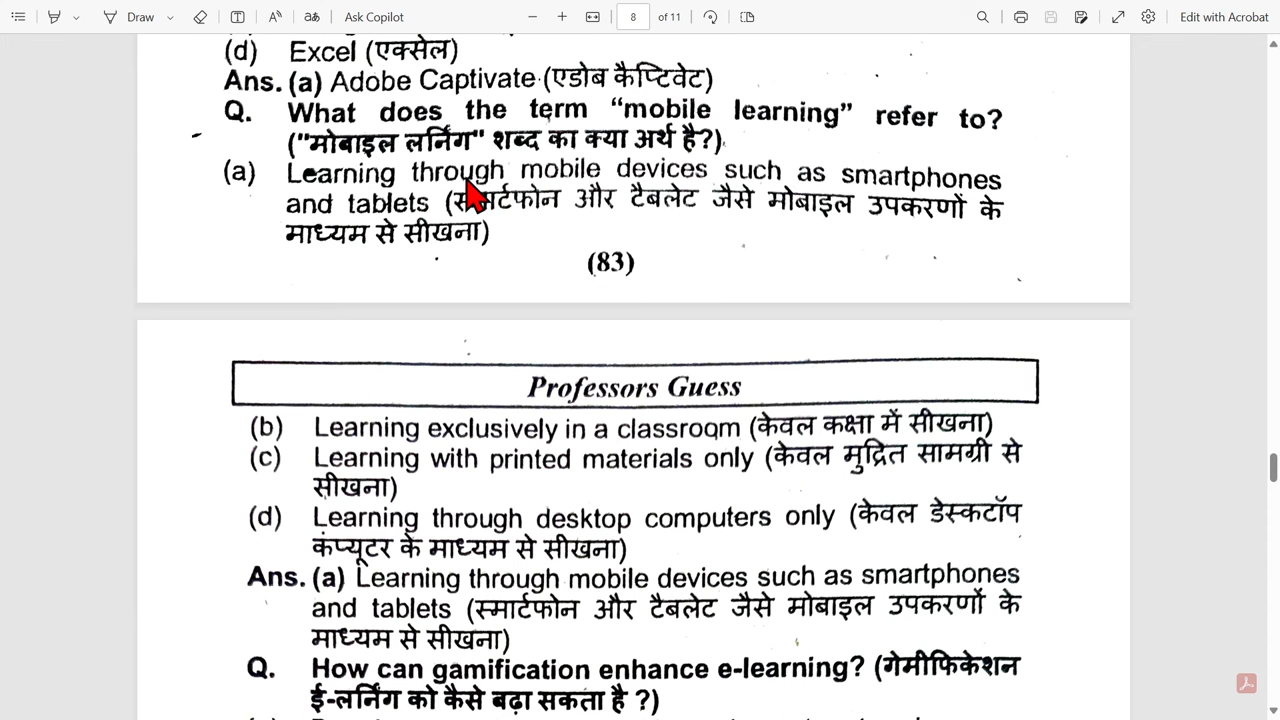 Draw
Ask Copilot
8 of 11
Edit with Acrobat
(d) Excel (एक्सेल)
Ans. (a) Adobe Captivate (एडोब कैप्टिवेट)
Q. What does the term “mobile learning” refer to?
("मोबाइल लर्निंग" शब्द का क्या अर्थ है?)
(a) Learning through mobile devices such as smartphones
and tablets (स्मार्टफोन और टैबलेट जैसे मोबाइल उपकरणों के
माध्यम से सीखना)
(83)
Professors Guess
(b) Learning exclusively in a classroom (केवल कक्षा में सीखना)
(c) Learning with printed materials only (केवल मुद्रित सामग्री से
सीखना)
(d) Learning through desktop computers only (केवल डेस्कटॉप
कंप्यूटर के माध्यम से सीखना)
Ans. (a) Learning through mobile devices such as smartphones
and tablets (स्मार्टफोन और टैबलेट जैसे मोबाइल उपकरणों के
माध्यम से सीखना)
Q. How can gamification enhance e-learning? (गेमीफिकेशन
ई-लर्निंग को कैसे बढ़ा सकता है ?)